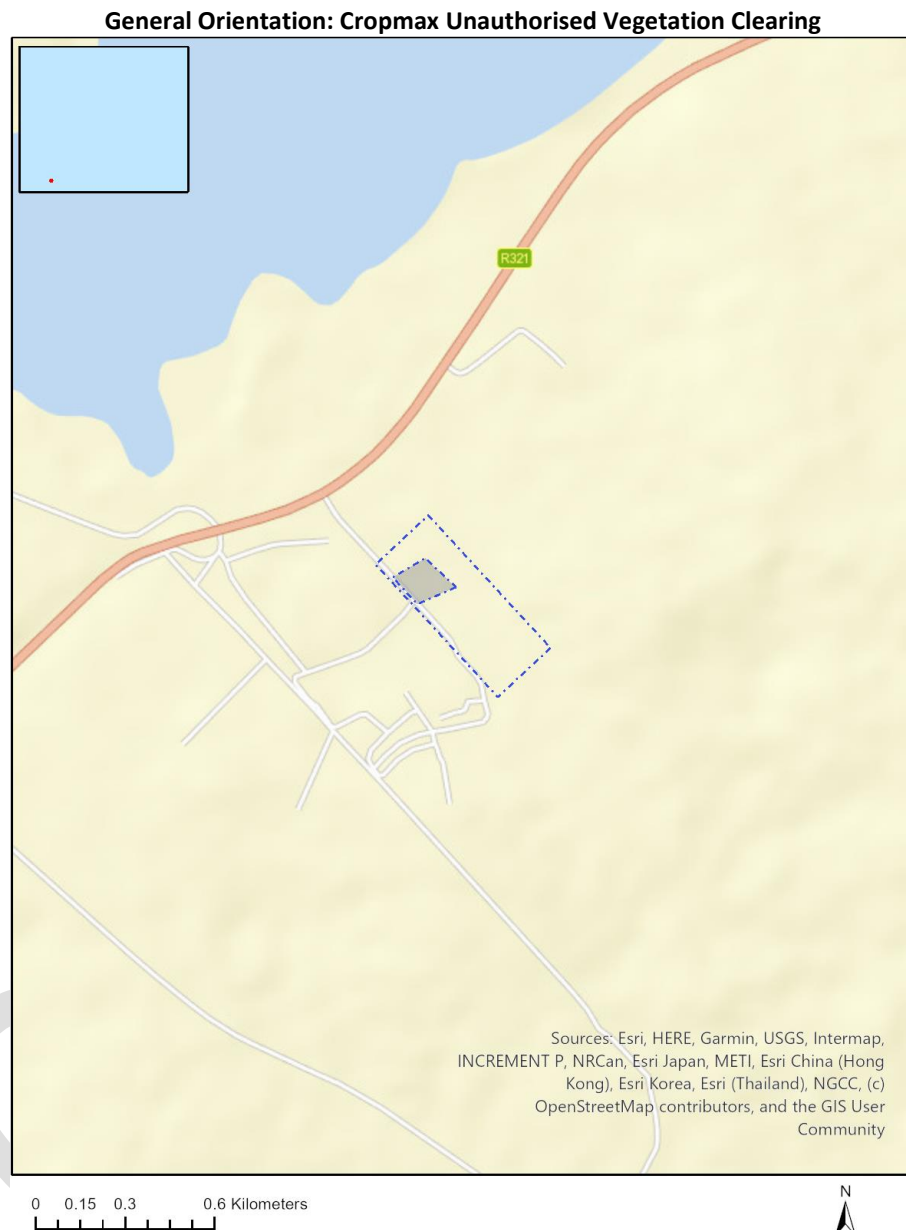 General Orientation: Cropmax Unauthorised Vegetation Clearing
R321
Sources: Esri, HERE, Garmin, USGS, Intermap,
INCREMENT P, NRCan, Esri Japan, METI, Esri China (Hong
Kong), Esri Korea, Esri (Thailand), NGCC, (c)
OpenStreetMap contributors, and the GIS User
Community
0 0.15 0.3 0.6 Kilometers
N